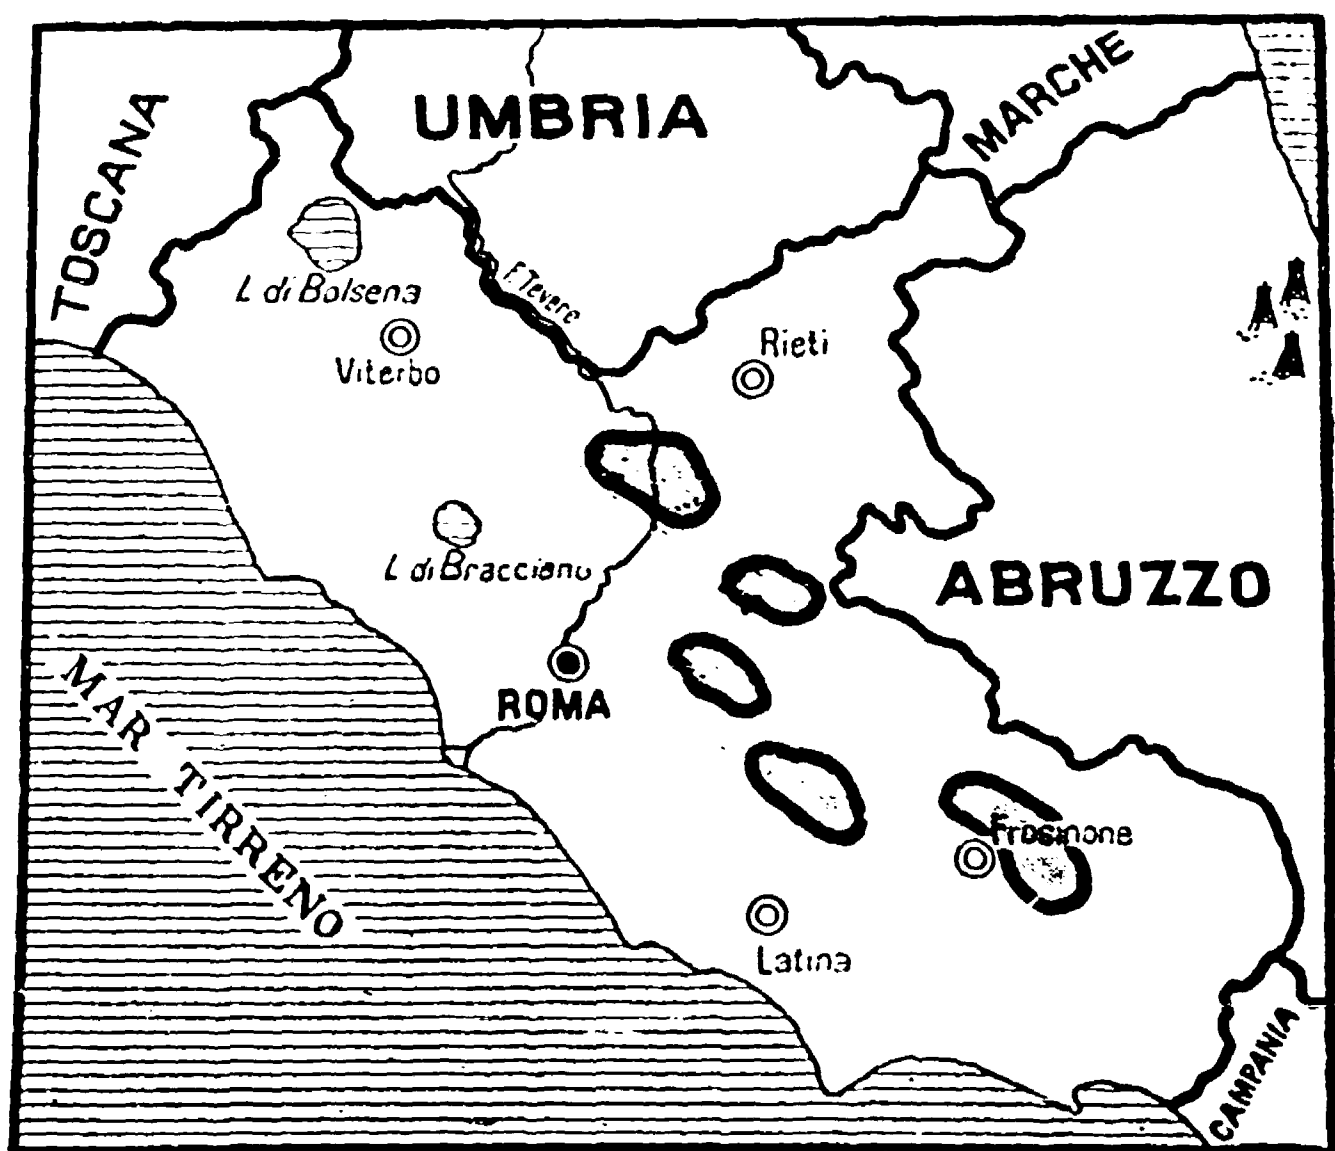 UMBRIA
MARCHE
TOSCANA
L di Bolsena
F. Tevere
Viterbo
Rieti
L di Bracciano
ABRUZZO
ROMA
MAR TIRRENO
Frosinone
Latina
CAMPANIA